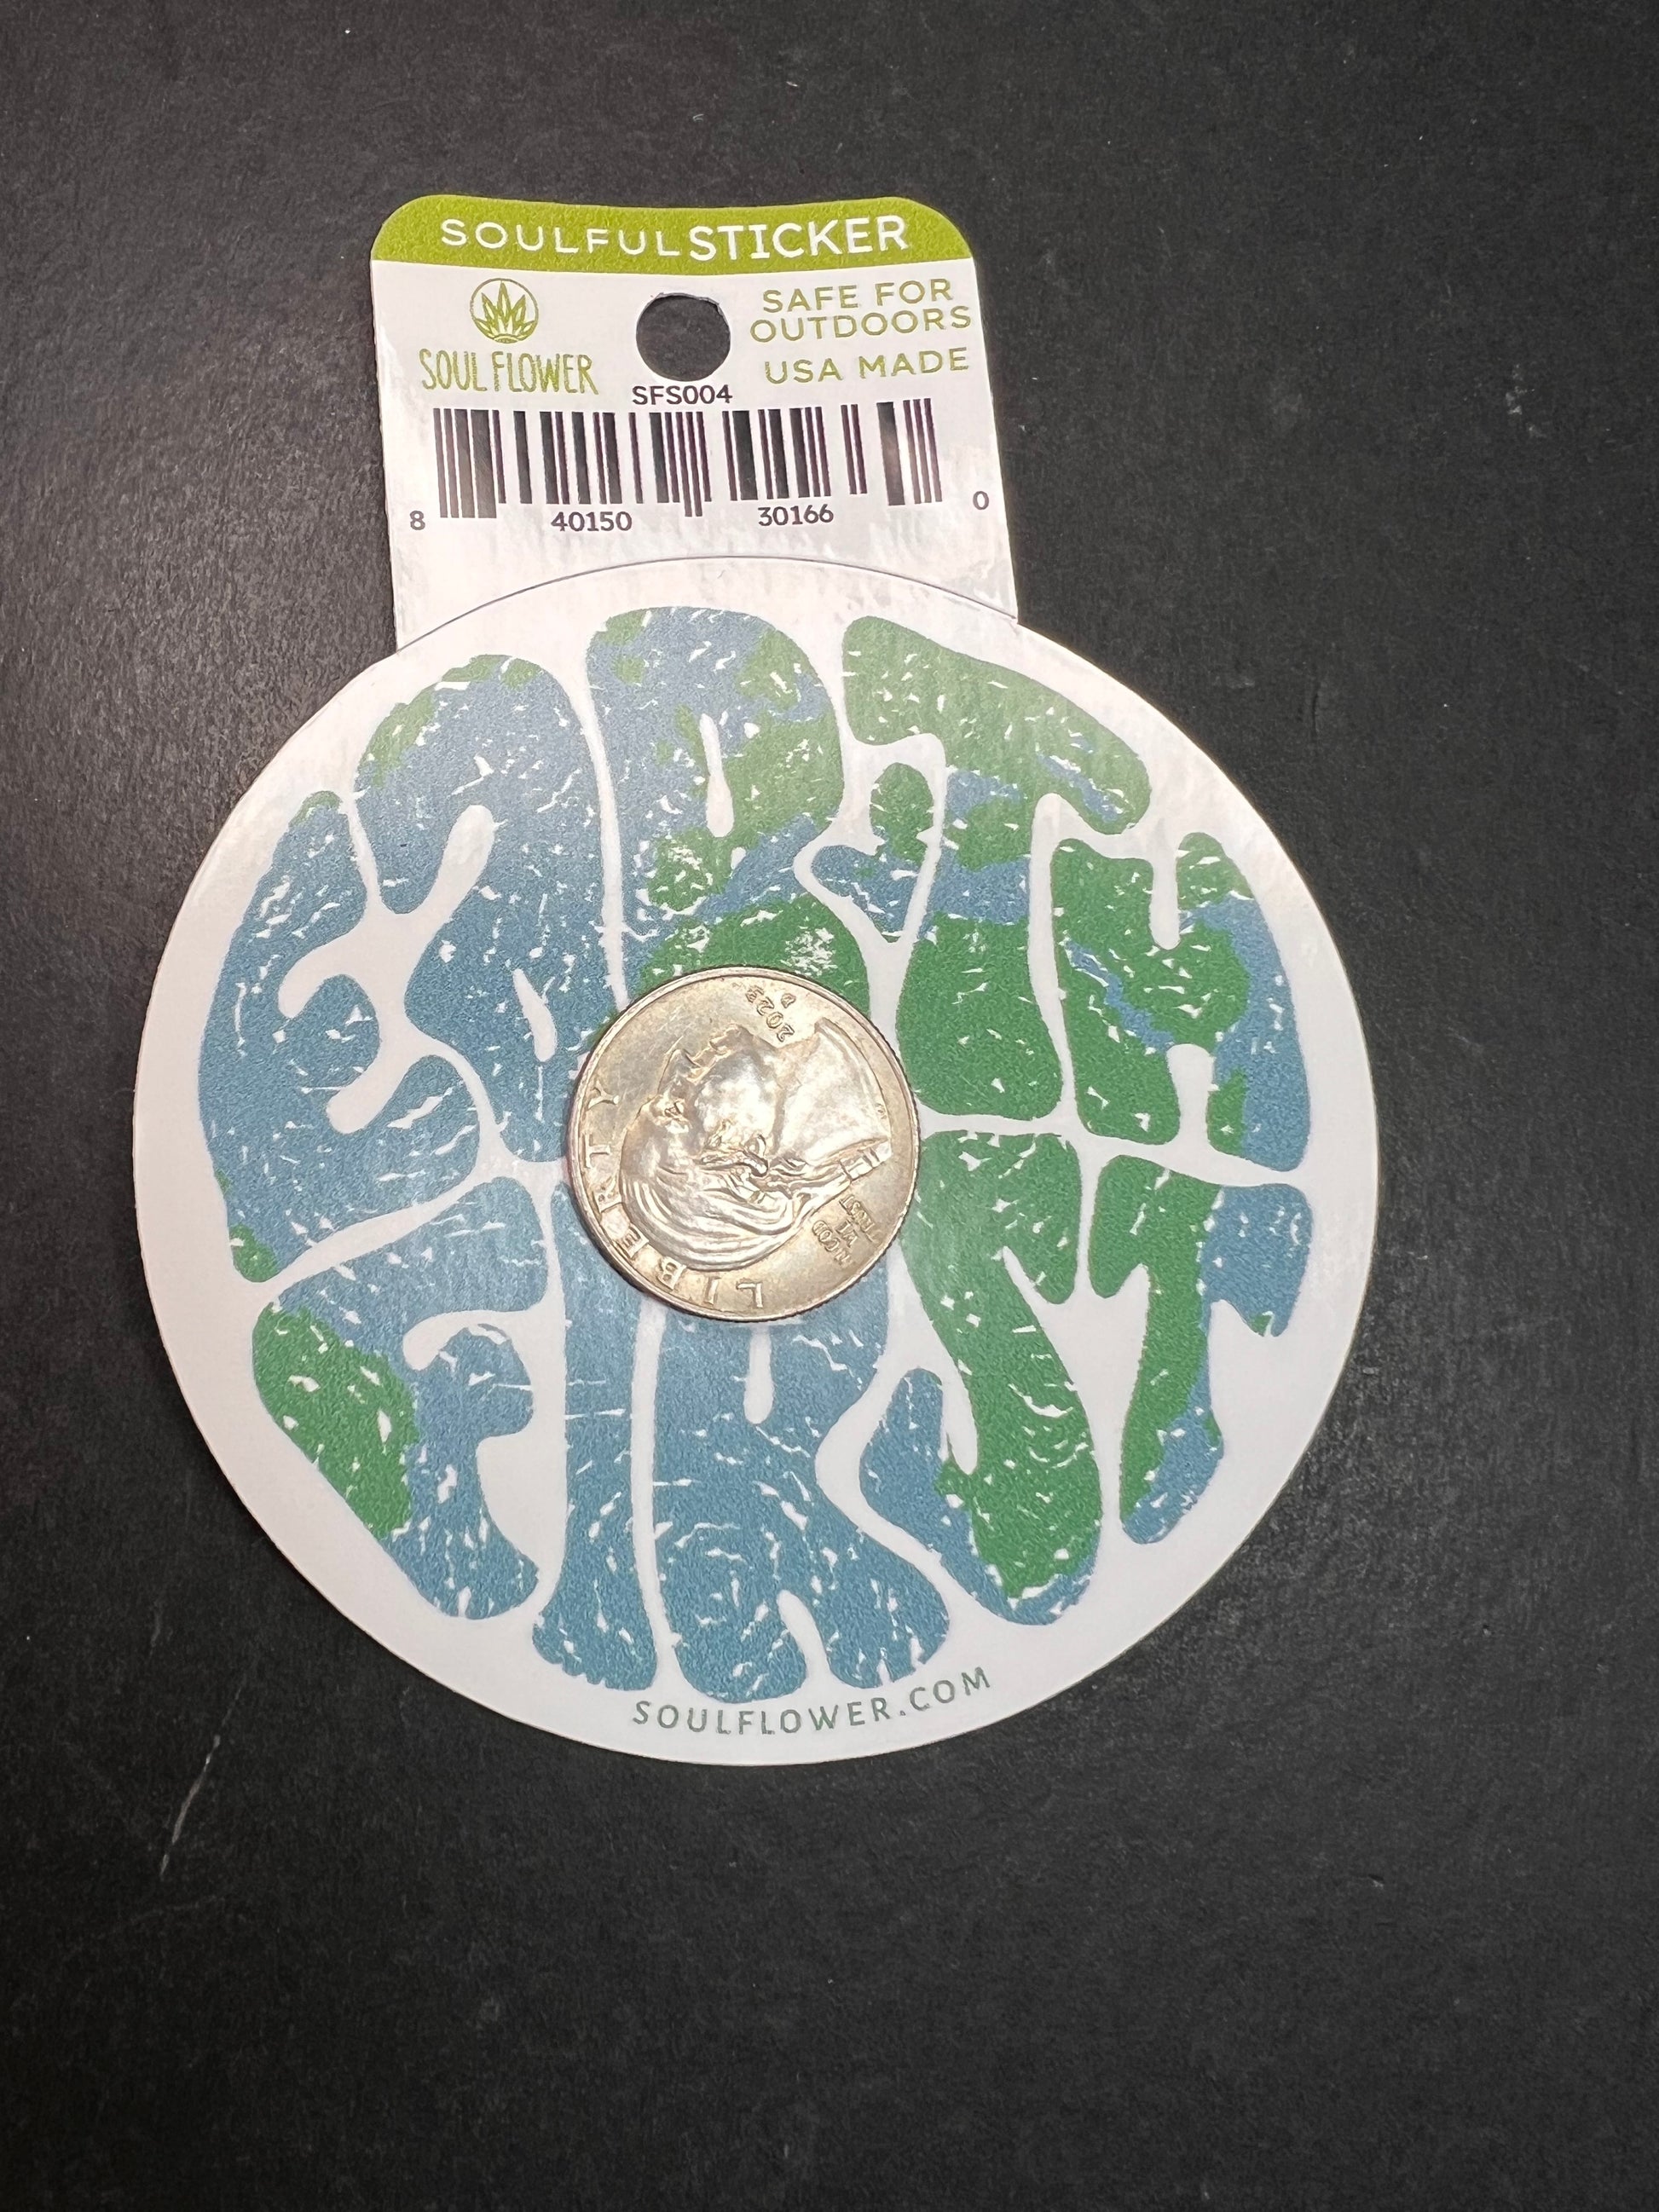 SOULFUL STICKER
SOUL FLOWER
SAFE FOR
OUTDOORS
USA MADE
SFS004
8 40150 30166 0
EARTH
FIRST
LIBERTY
IN GOD
WE
TRUST
2023
D
SOULFLOWER.COM